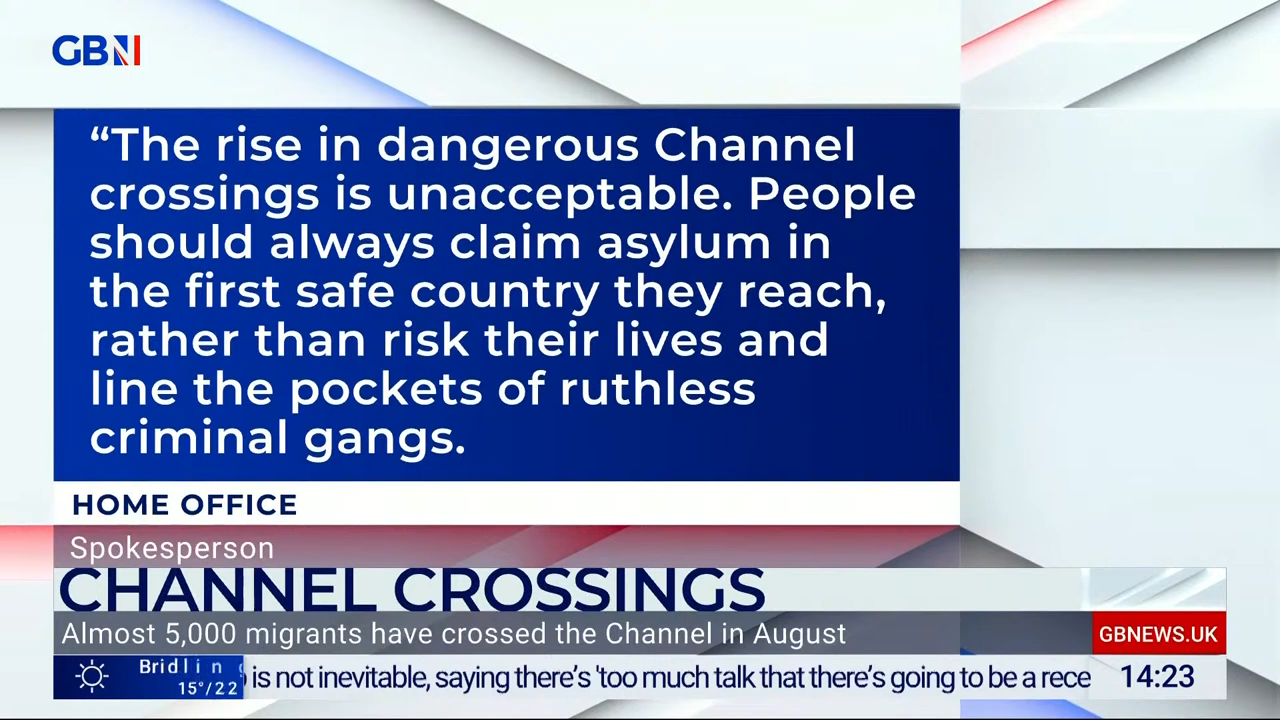 GBN
“The rise in dangerous Channel
crossings is unacceptable. People
should always claim asylum in
the first safe country they reach,
rather than risk their lives and
line the pockets of ruthless
criminal gangs.
HOME OFFICE
Spokesperson
CHANNEL CROSSINGS
Almost 5,000 migrants have crossed the Channel in August
GBNEWS.UK
Bridlin
15°/22
is not inevitable, saying there's 'too much talk that there's going to be a rece
14:23